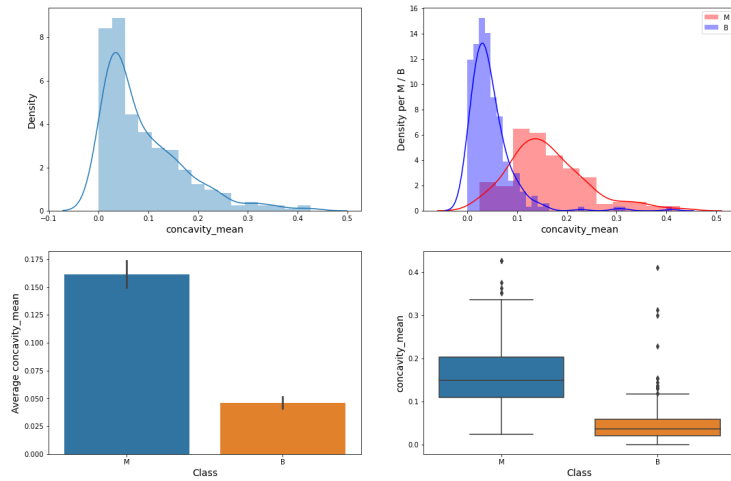 8
6
4
2
0
Density
−0.1
0.0
0.1
0.2
0.3
0.4
0.5
concavity_mean
16
14
12
10
8
6
4
2
0
Density per M / B
M
B
0.0
0.1
0.2
0.3
0.4
0.5
concavity_mean
0.175
0.150
0.125
0.100
0.075
0.050
0.025
0.000
Average concavity_mean
M
B
Class
0.4
0.3
0.2
0.1
0.0
concavity_mean
M
B
Class